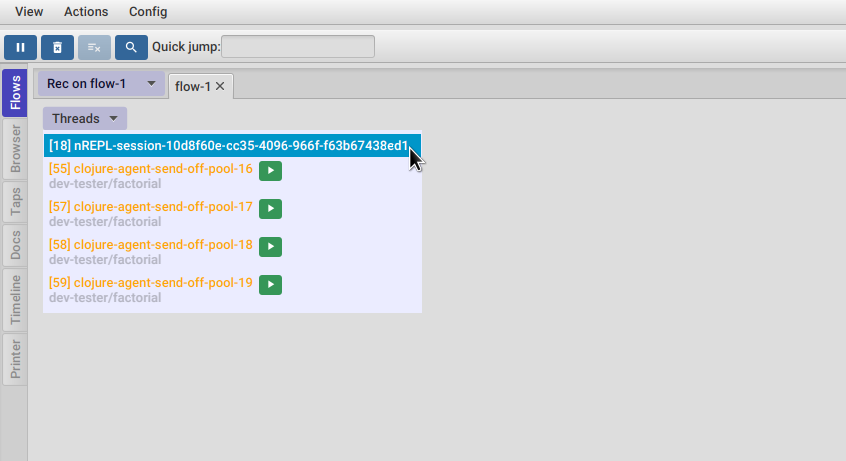 View Actions Config
Quick jump:
Rec on flow-1 flow-1
Threads
[18] nREPL-session-10d8f60e-cc35-4096-966f-f63b67438ed1
[55] clojure-agent-send-off-pool-16
dev-tester/factorial
[57] clojure-agent-send-off-pool-17
dev-tester/factorial
[58] clojure-agent-send-off-pool-18
dev-tester/factorial
[59] clojure-agent-send-off-pool-19
dev-tester/factorial
Flows
Browser
Taps
Docs
Timeline
Printer